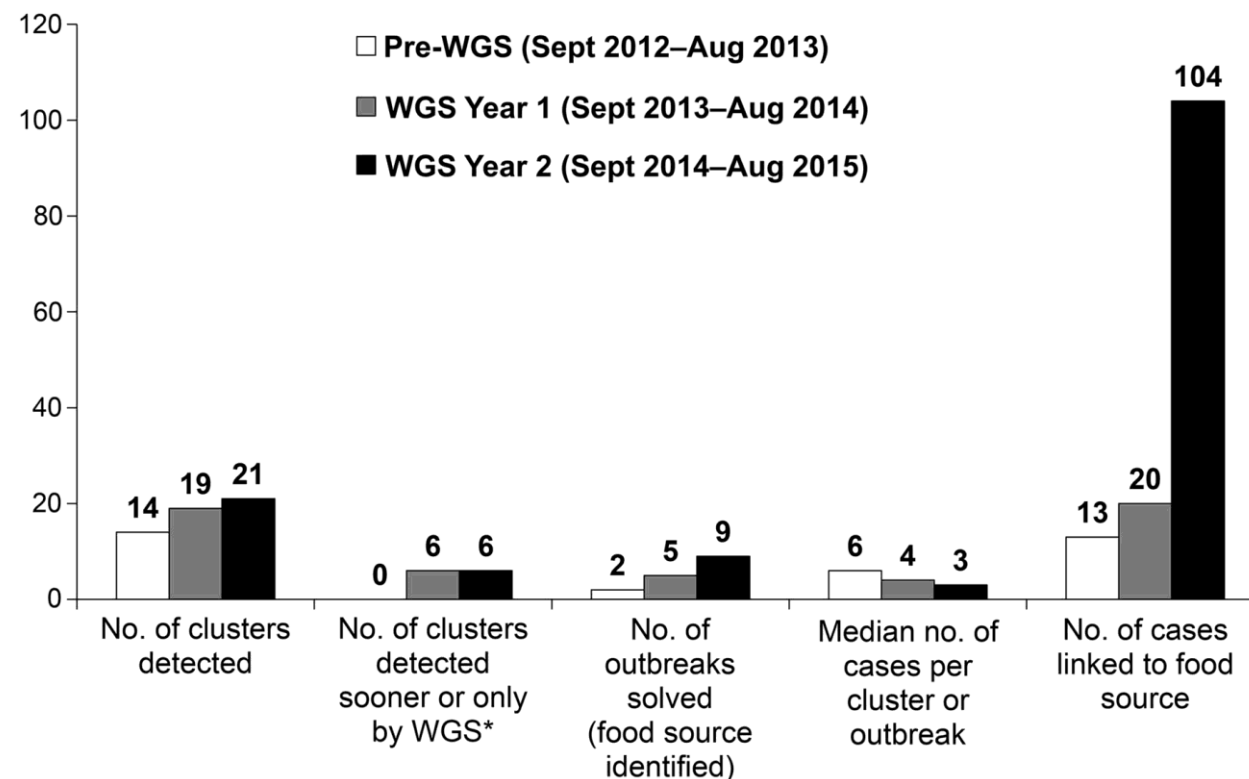 120
100
80
60
40
20
0
Pre-WGS (Sept 2012–Aug 2013)
WGS Year 1 (Sept 2013–Aug 2014)
WGS Year 2 (Sept 2014–Aug 2015)
14
19
21
0
6
6
2
5
9
6
4
3
13
20
104
No. of clusters
detected
No. of clusters
detected
sooner or only
by WGS*
No. of
outbreaks
solved
(food source
identified)
Median no. of
cases per
cluster or
outbreak
No. of cases
linked to food
source